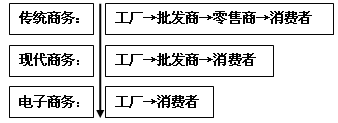 传统商务： 工厂→批发商→零售商→消费者
现代商务： 工厂→批发商→消费者
电子商务： 工厂→消费者